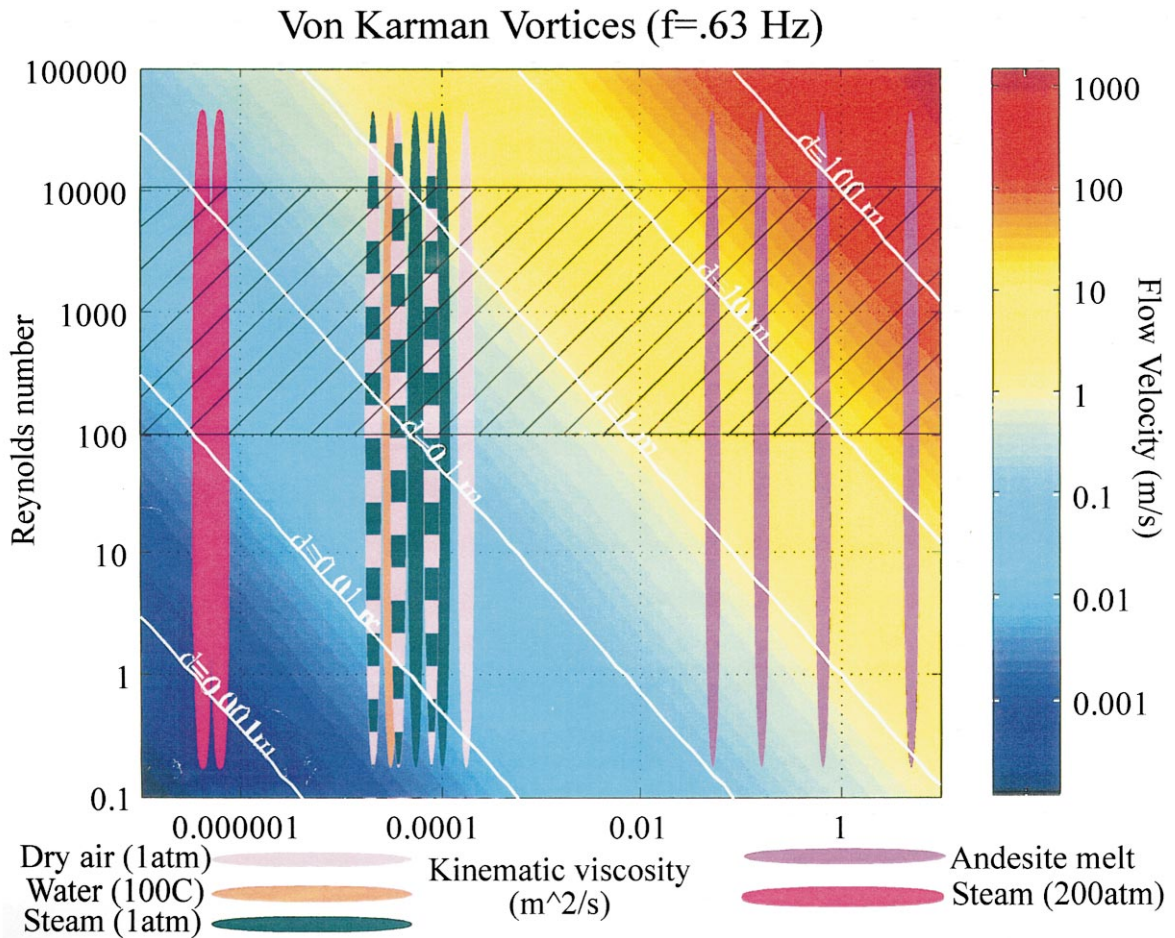 Von Karman Vortices (f=.63 Hz)
100000
10000
1000
100
10
1
0.1
Reynolds number
d=100 m
d=10 m
d=1 m
d=0.1 m
d=0.01 m
d=0.001m
1000
100
10
1
0.1
0.01
0.001
Flow Velocity (m/s)
0.000001
0.0001
0.01
1
Kinematic viscosity
(m^2/s)
Dry air (1atm)
Water (100C)
Steam (1atm)
Andesite melt
Steam (200atm)